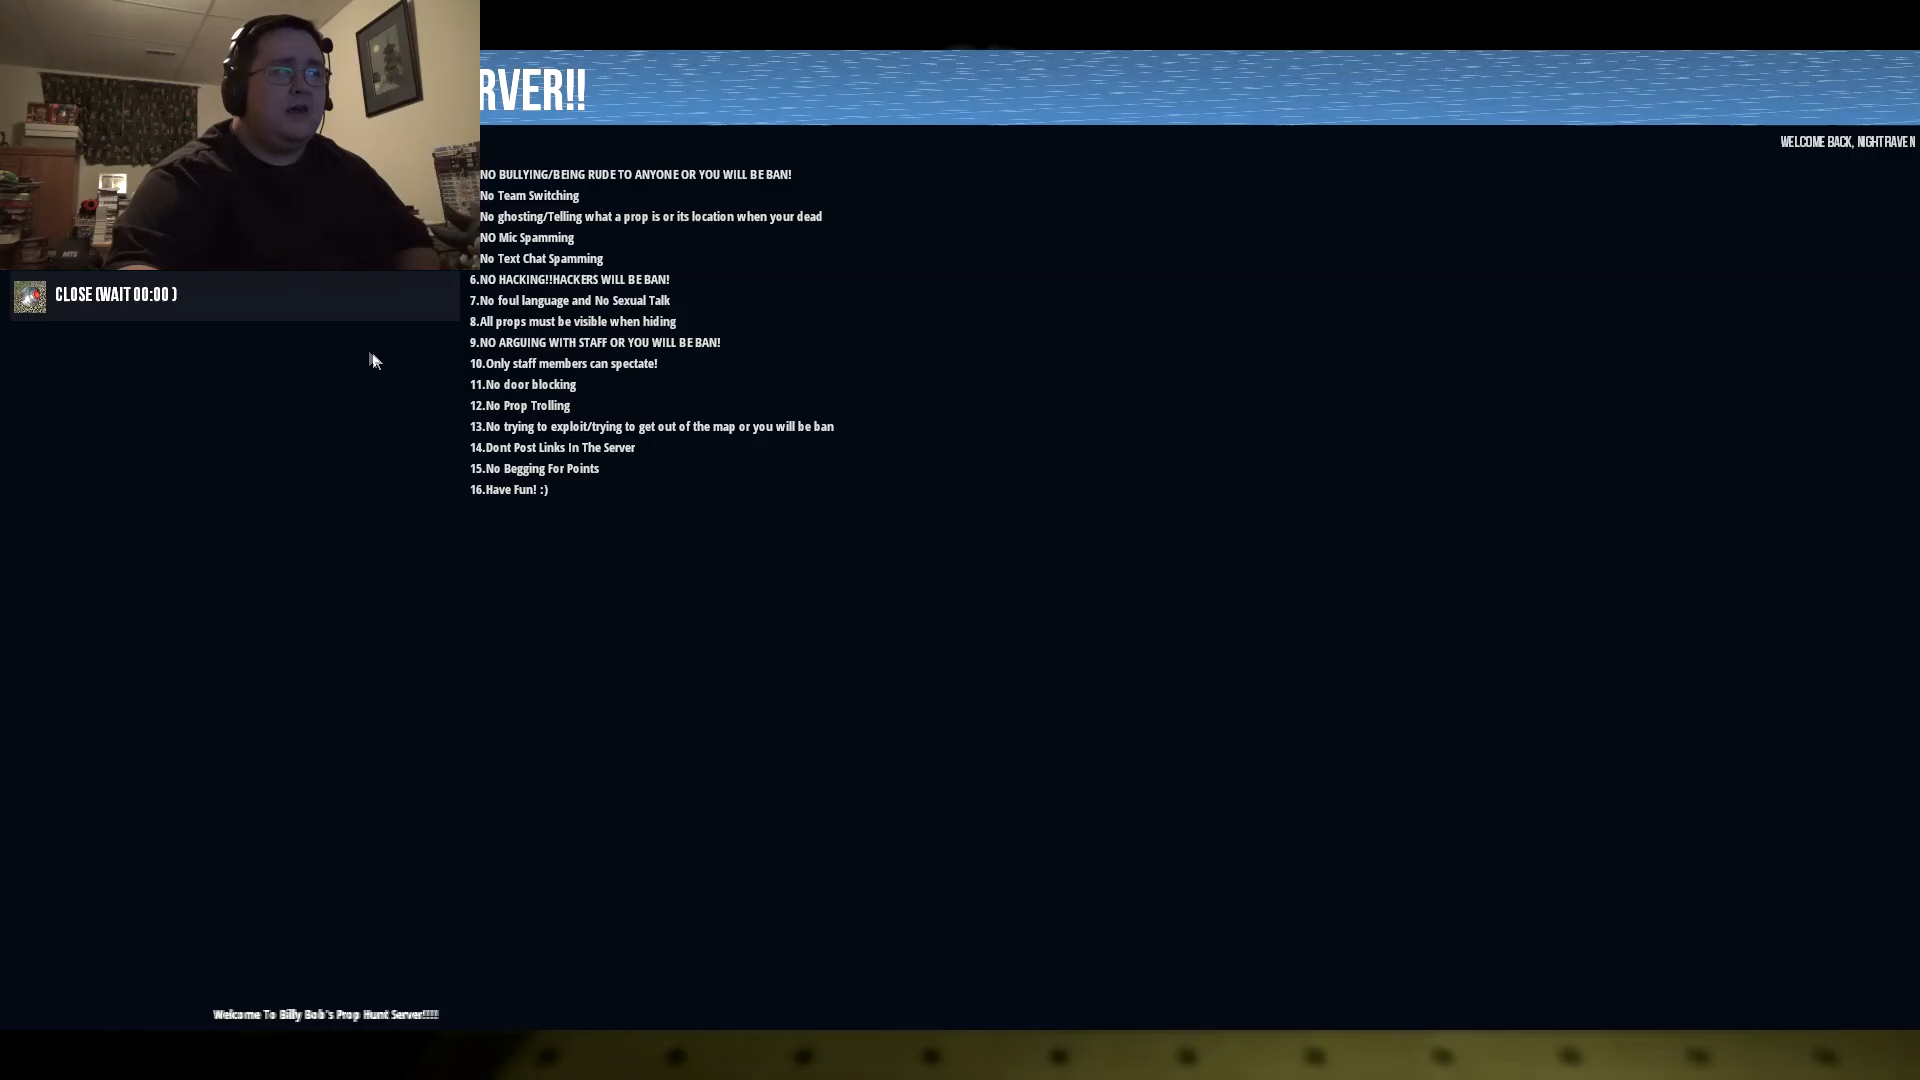 RVER!!
WELCOME BACK, NIGHTRAVEN
NO BULLYING/BEING RUDE TO ANYONE OR YOU WILL BE BAN!
No Team Switching
No ghosting/Telling what a prop is or its location when your dead
NO Mic Spamming
No Text Chat Spamming
6.NO HACKING!!HACKERS WILL BE BAN!
CLOSE (WAIT 00:00 )
7.No foul language and No Sexual Talk
8.All props must be visible when hiding
9.NO ARGUING WITH STAFF OR YOU WILL BE BAN!
10.Only staff members can spectate!
11.No door blocking
12.No Prop Trolling
13.No trying to exploit/trying to get out of the map or you will be ban
14.Dont Post Links In The Server
15.No Begging For Points
16.Have Fun! :)
Welcome To Billy Bob's Prop Hunt Server!!!!!